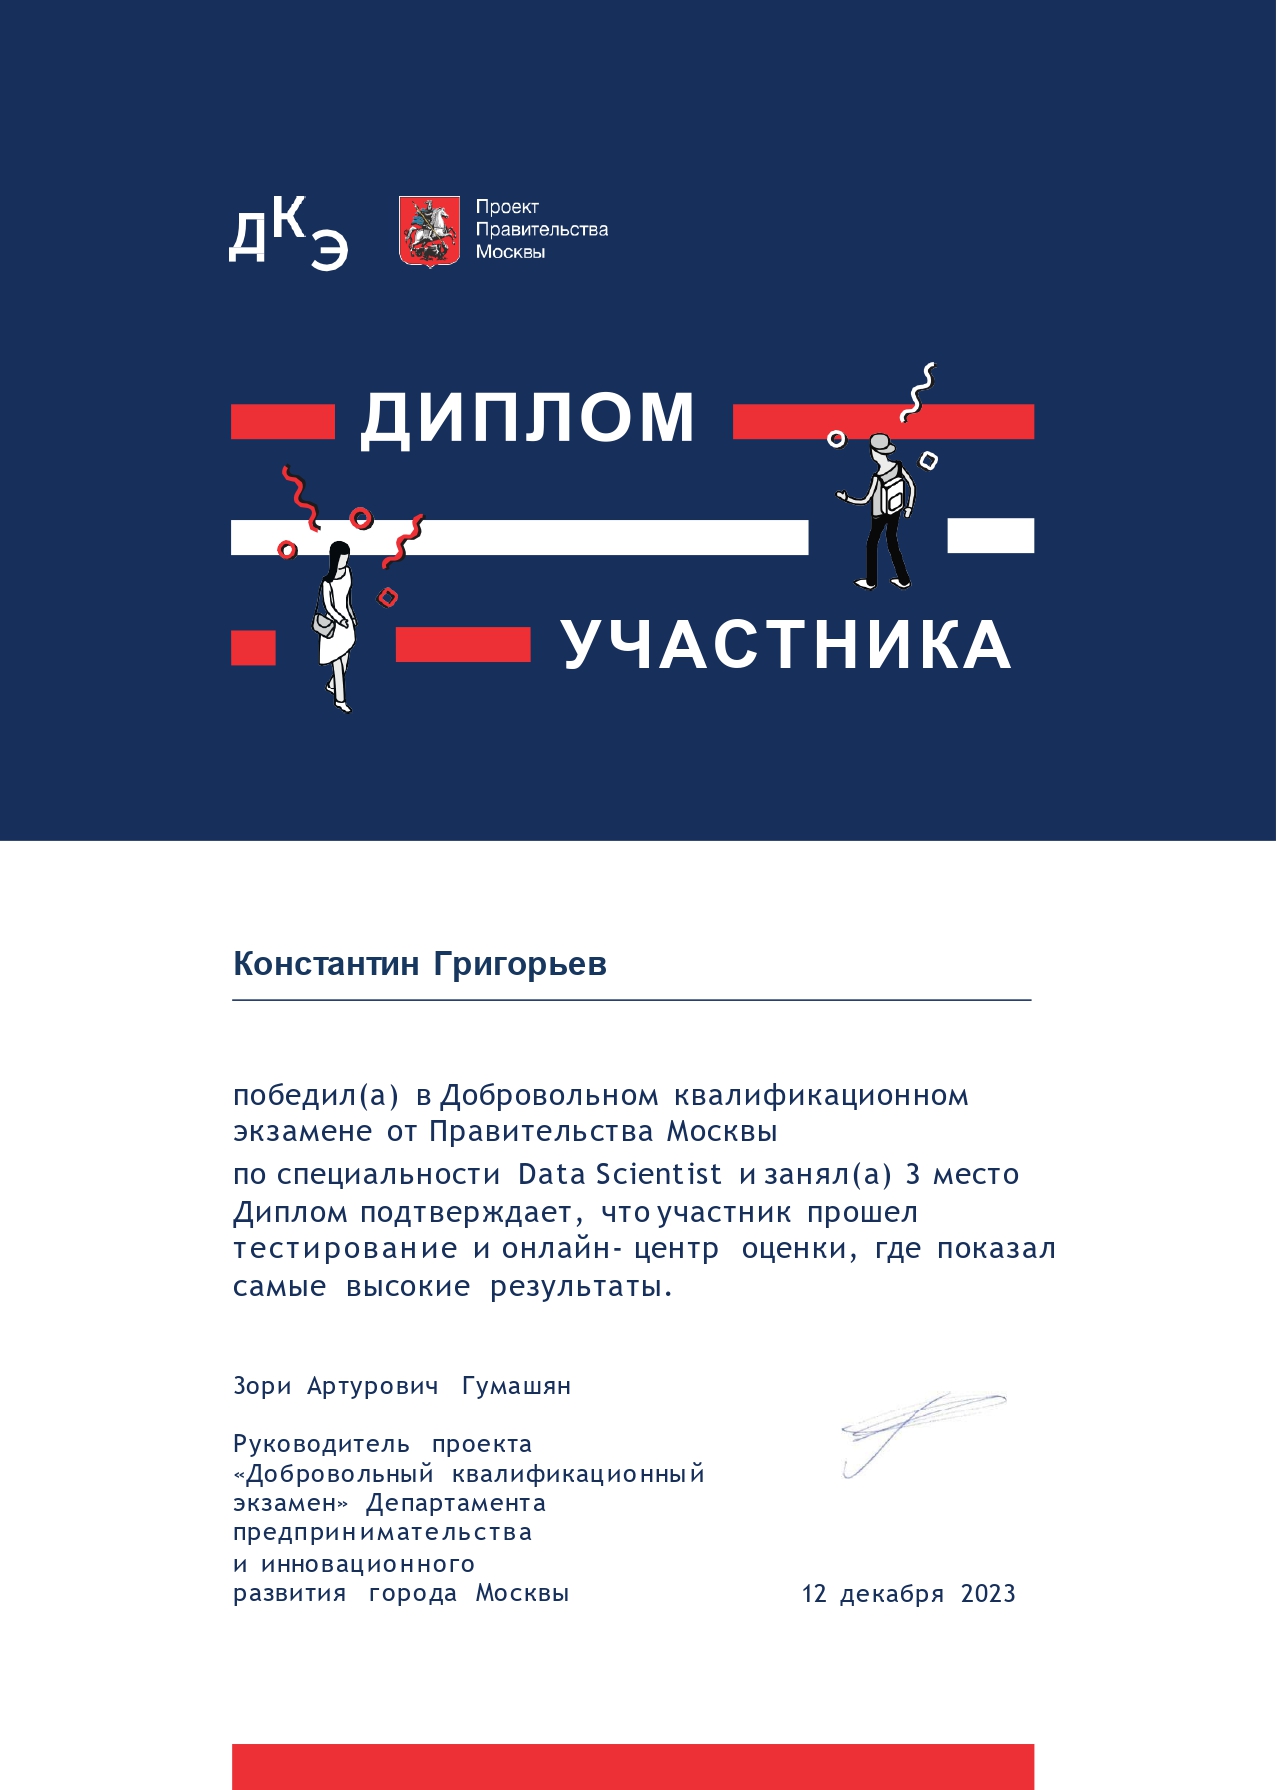 ДКЭ
Проект
Правительства
Москвы
ДИПЛОМ
УЧАСТНИКА
Константин Григорьев
победил(а) в Добровольном квалификационном
экзамене от Правительства Москвы
по специальности Data Scientist и занял(а) 3 место
Диплом подтверждает, что участник прошел
тестирование и онлайн- центр оценки, где показал
самые высокие результаты.
Зори Артурович Гумашян
Руководитель проекта
«Добровольный квалификационный
экзамен» Департамента
предпринимательства
и инновационного
развития города Москвы
12 декабря 2023